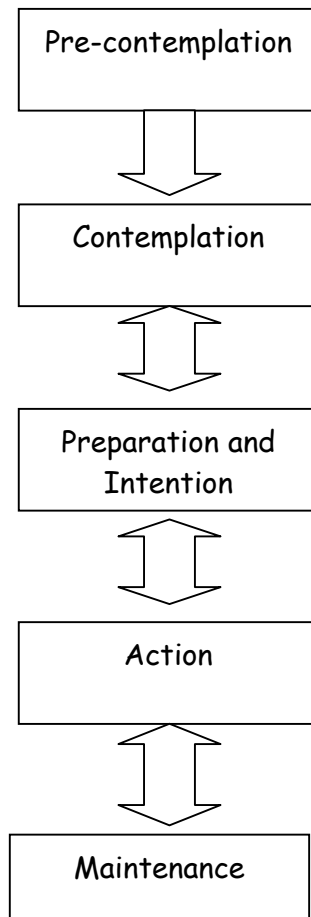 Pre-contemplation
Contemplation
Preparation and
Intention
Action
Maintenance